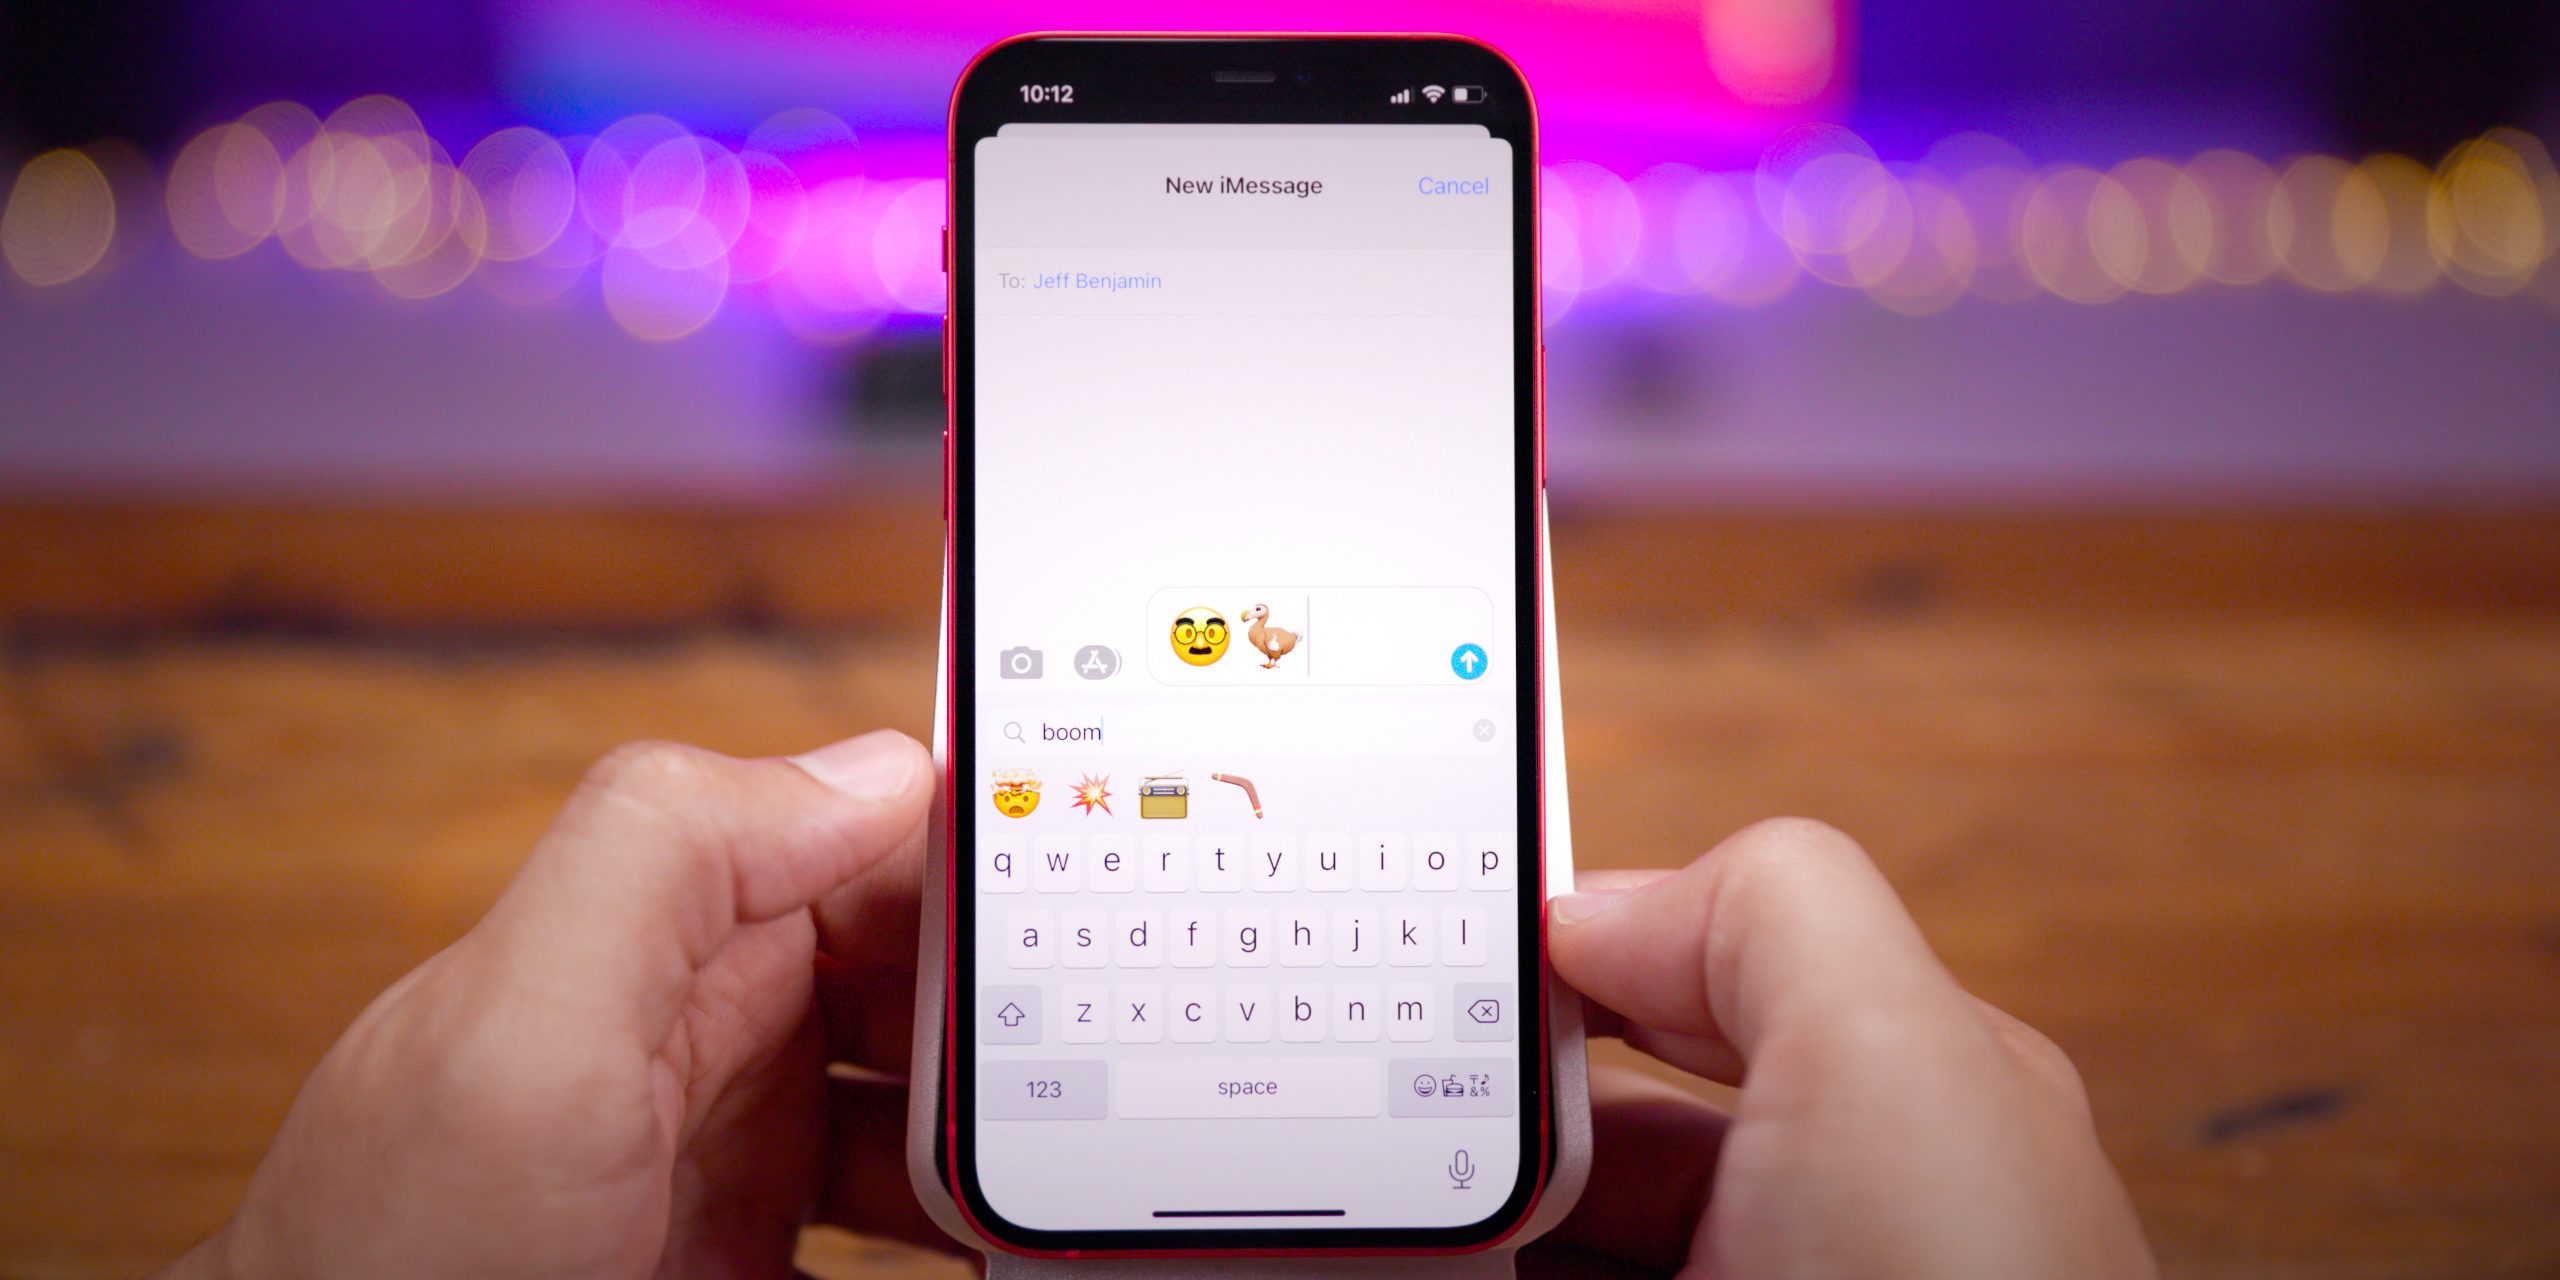 10:12
New iMessage Cancel
To: Jeff Benjamin
🥸🦤
boom
🤯💥📻🪃
q w e r t y u i o p
a s d f g h j k l
z x c v b n m
123 space